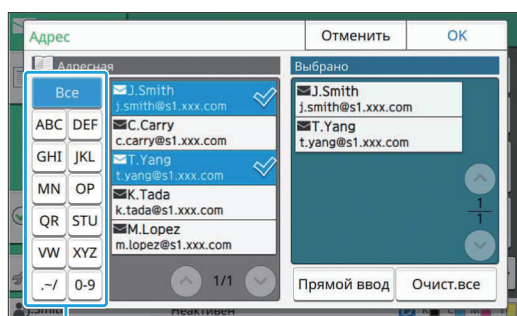 Адрес
Отменить
OK
Адресная
Выбрано
Все
ABC DEF
GHI JKL
MN OP
QR STU
VW XYZ
.~/ 0-9
J.Smith
j.smith@s1.xxx.com
C.Carry
c.carry@s1.xxx.com
T.Yang
t.yang@s1.xxx.com
K.Tada
k.tada@s1.xxx.com
M.Lopez
m.lopez@s1.xxx.com
1/1
J.Smith
j.smith@s1.xxx.com
T.Yang
t.yang@s1.xxx.com
1
1
Прямой ввод
Очист.все
J.Smith
Неактивен